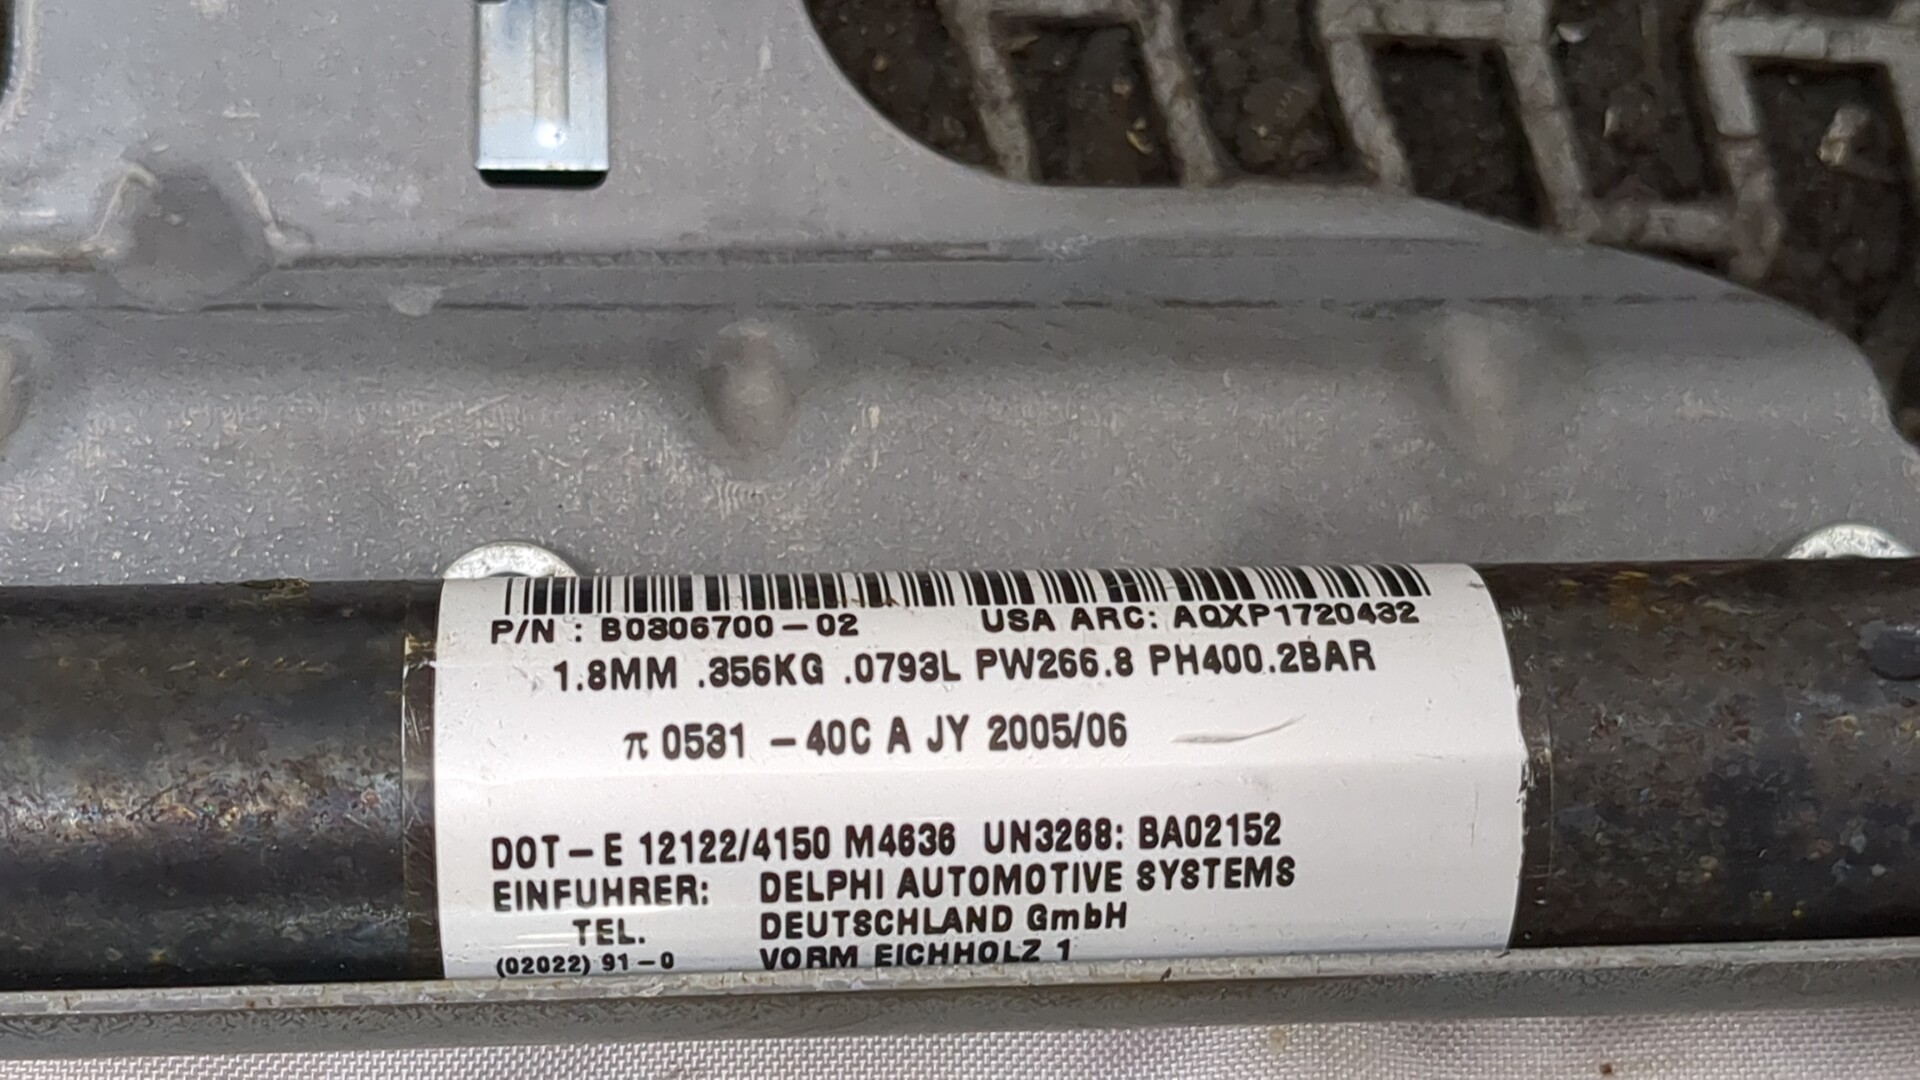 P/N : B0306700-02 USA ARC: AQXP1720432
1.8MM .356KG .0793L PW266.8 PH400.2BAR
π 0531 -40C A JY 2005/06
DOT-E 12122/4150 M4636 UN3268: BA02152
EINFUHRER: DELPHI AUTOMOTIVE SYSTEMS
TEL. DEUTSCHLAND GmbH
(02022) 91-0 VORM EICHHOLZ 1